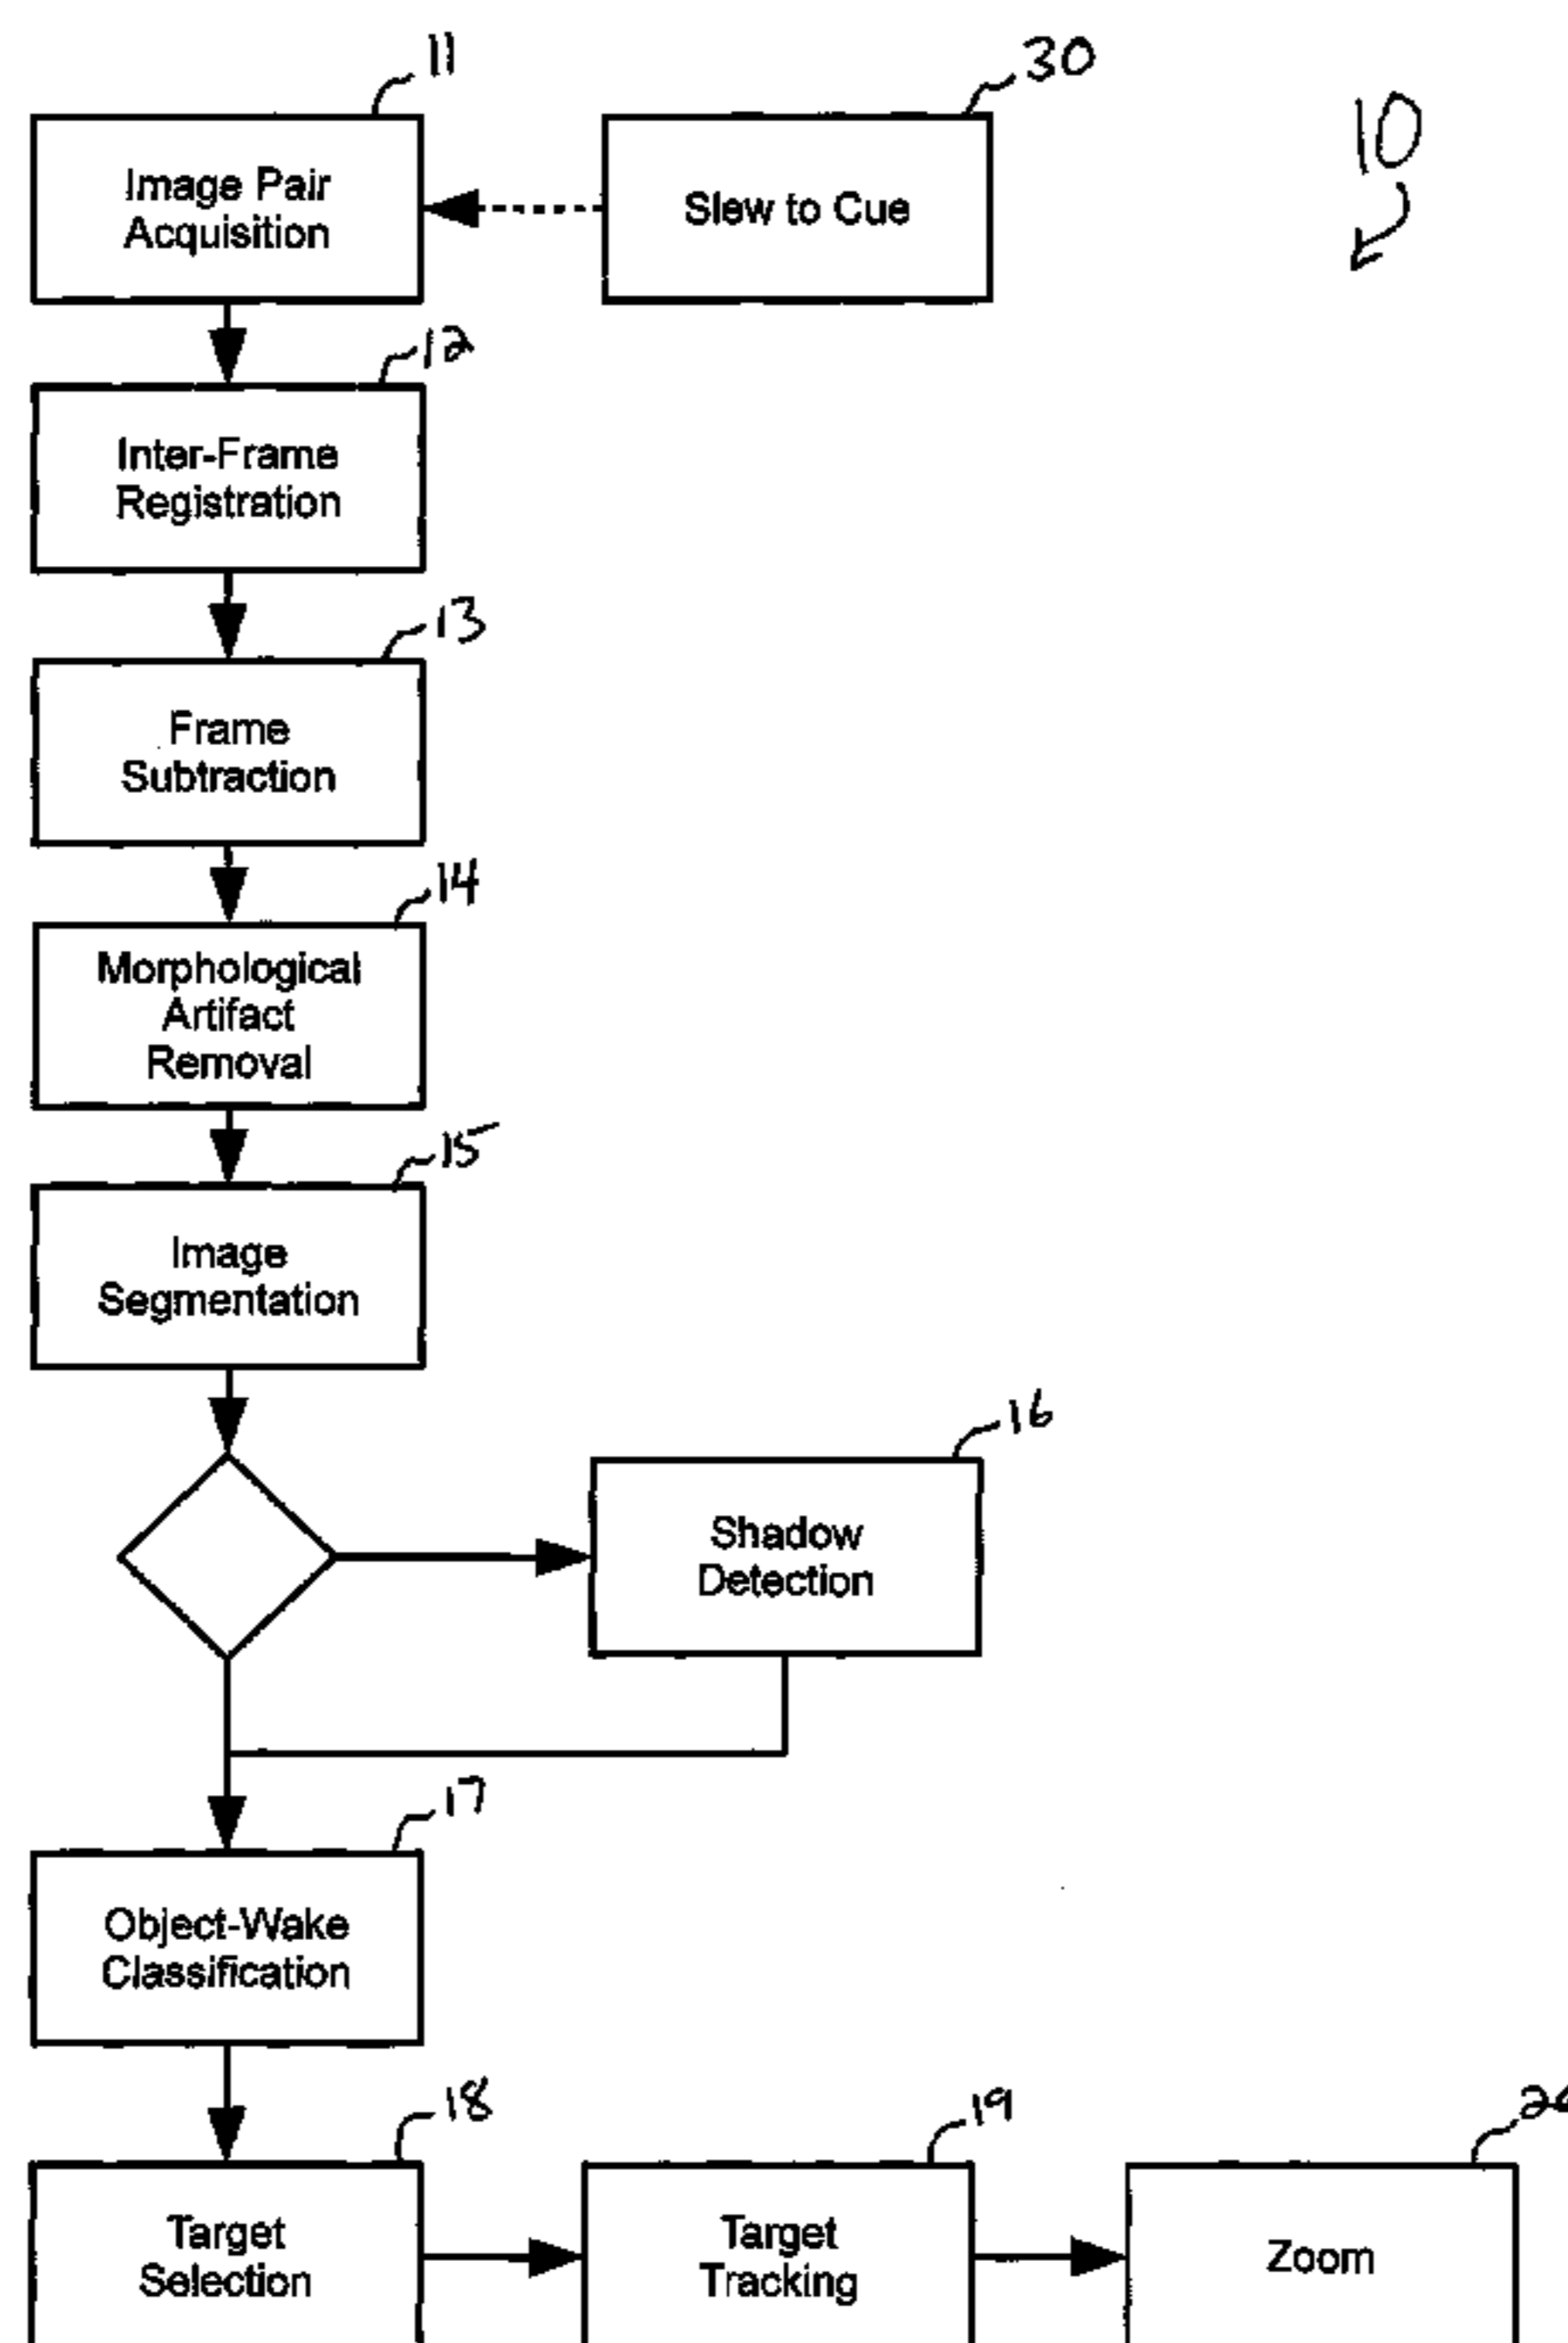 11
30
10
Image Pair
Acquisition
Slew to Cue
12
Inter-Frame
Registration
13
Frame
Subtraction
14
Morphological
Artifact
Removal
15
Image
Segmentation
16
Shadow
Detection
17
Object-Wake
Classification
18
19
Target
Selection
Target
Tracking
Zoom